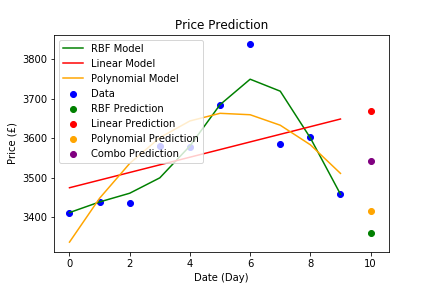 Price Prediction
RBF Model
Linear Model
Polynomial Model
Data
RBF Prediction
Linear Prediction
Polynomial Prediction
Combo Prediction
Price (£)
3800
3700
3600
3500
3400
0 2 4 6 8 10
Date (Day)